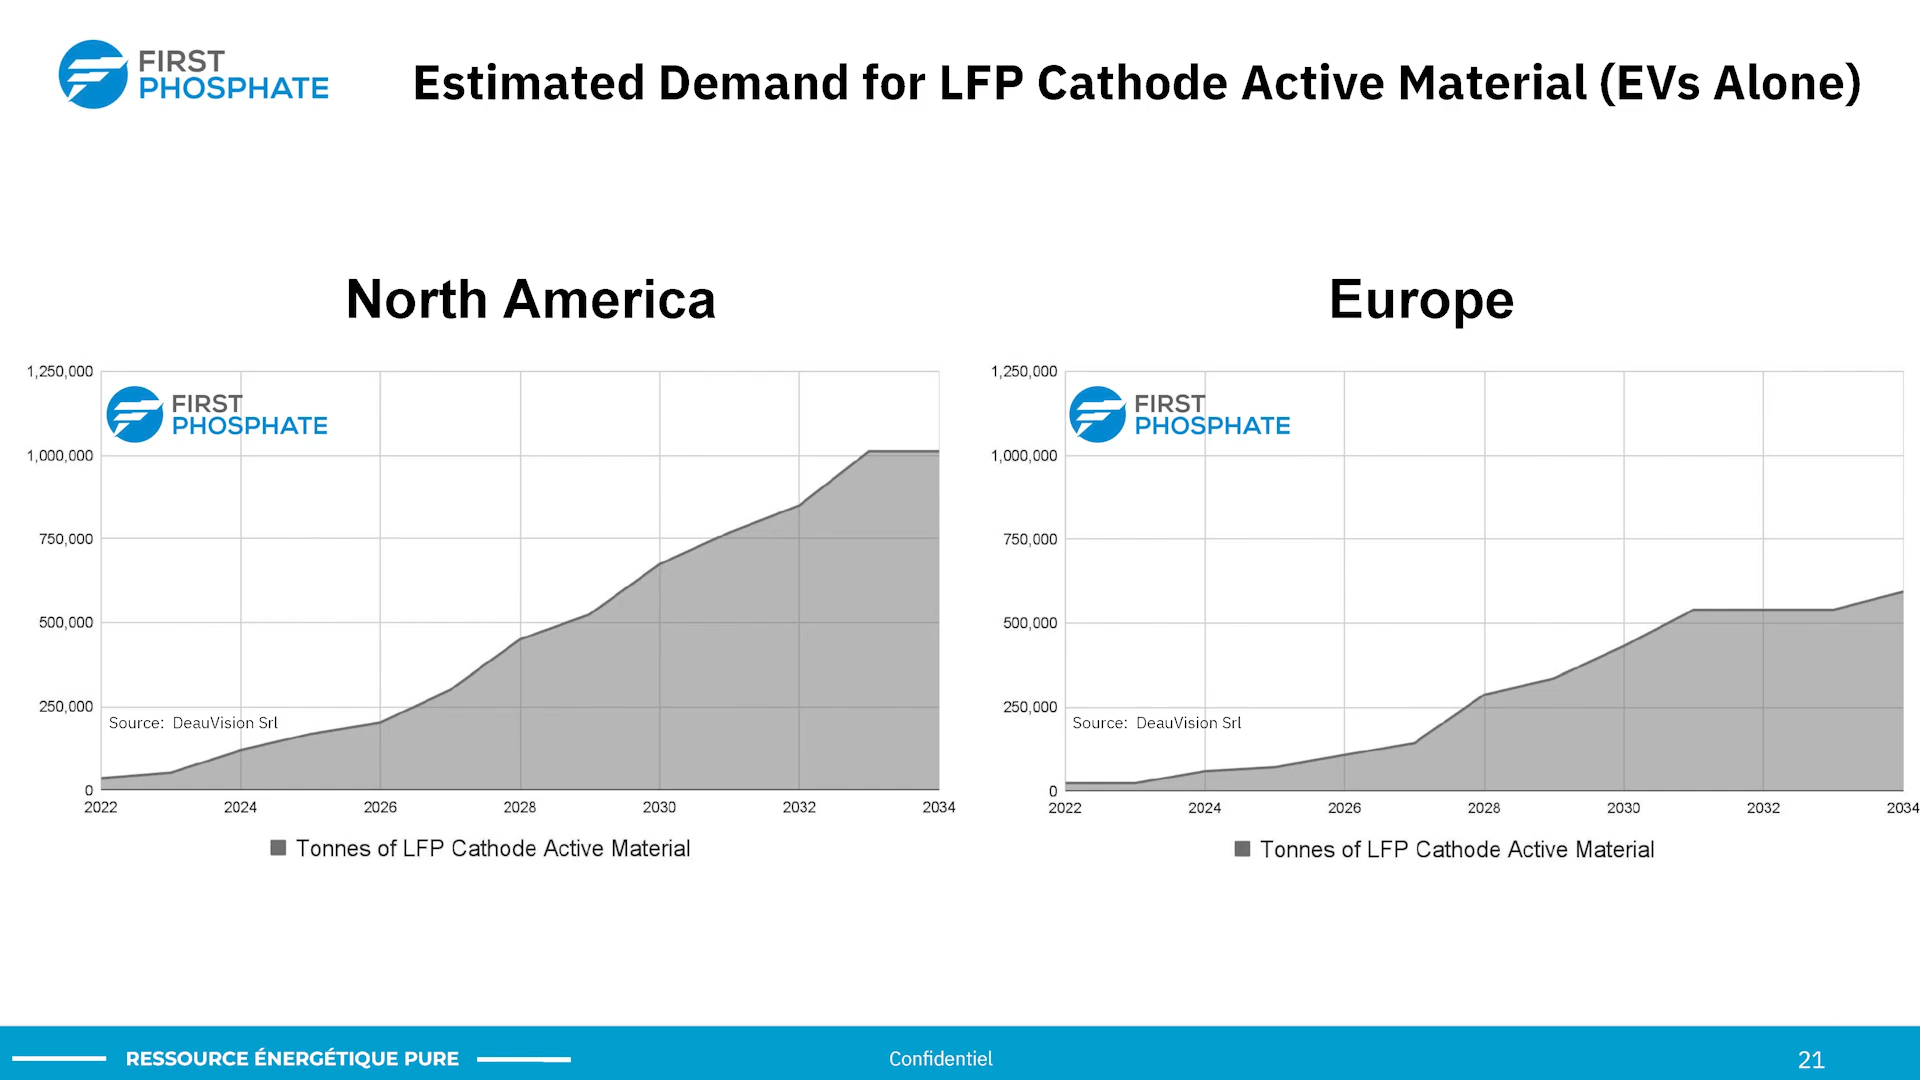 FIRST
PHOSPHATE
Estimated Demand for LFP Cathode Active Material (EVs Alone)
North America
1,250,000
1,000,000
750,000
500,000
250,000
0
FIRST
PHOSPHATE
Source: DeauVision Srl
2022 2024 2026 2028 2030 2032 2034
Tonnes of LFP Cathode Active Material
Europe
1,250,000
1,000,000
750,000
500,000
250,000
0
FIRST
PHOSPHATE
Source: DeauVision Srl
2022 2024 2026 2028 2030 2032 2034
Tonnes of LFP Cathode Active Material
RESSOURCE ÉNERGÉTIQUE PURE
Confidentiel
21